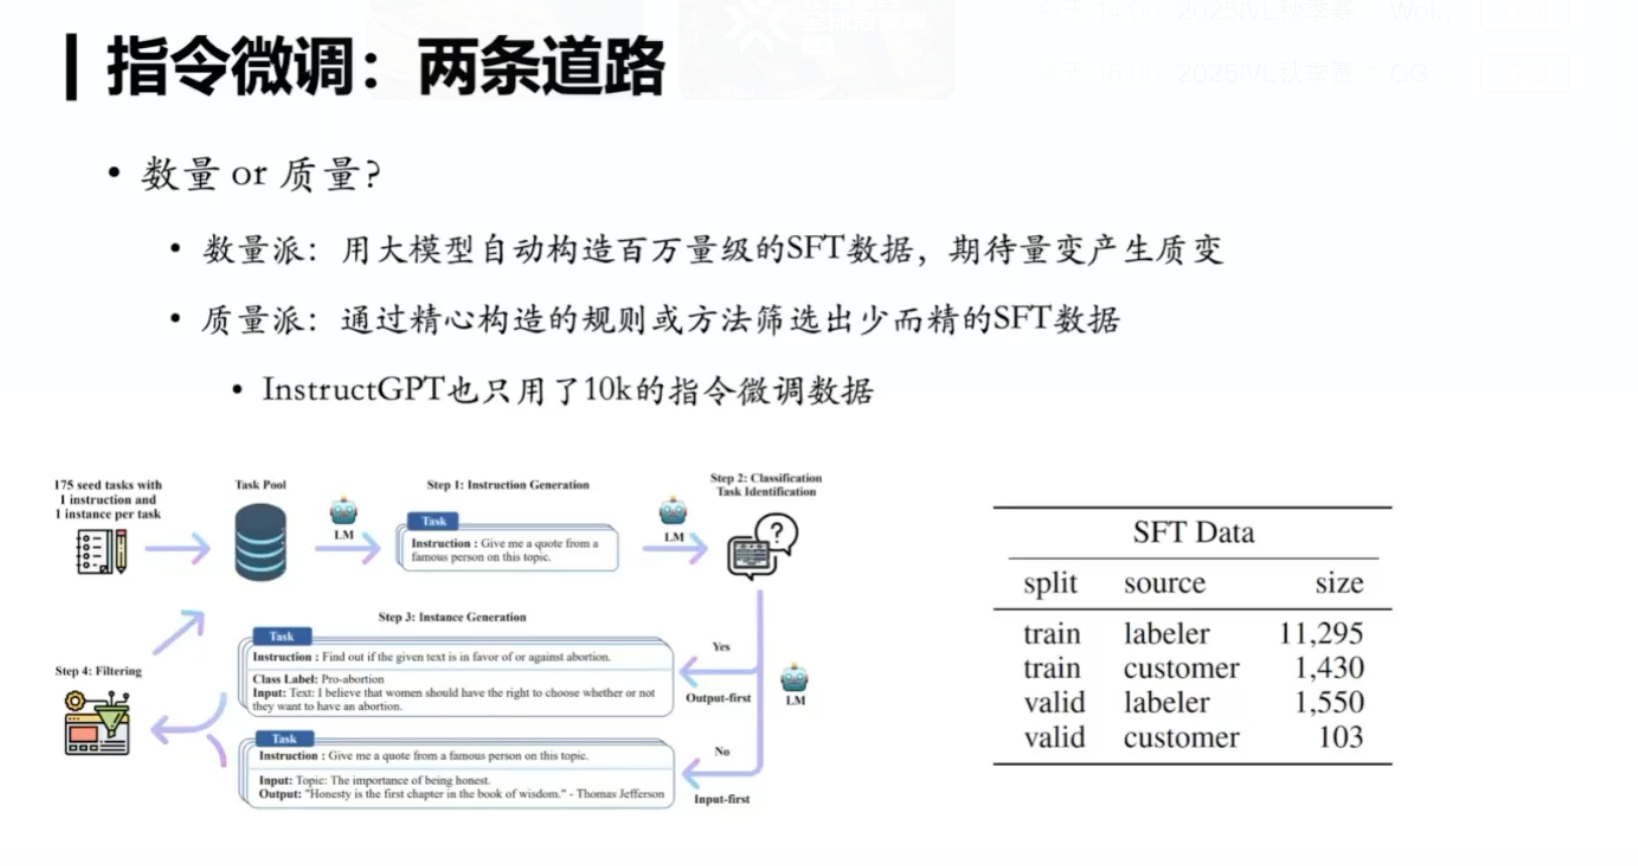 指令微调：两条道路
今天 14:00 2025IVL秋季赛： Wol...
今天 16:00 2025IVL秋季赛： GG ...
• 数量 or 质量?
• 数量派：用大模型自动构造百万量级的SFT数据，期待量变产生质变
• 质量派：通过精心构造的规则或方法筛选出少而精的SFT数据
• InstructGPT也只用了10k的指令微调数据
175 seed tasks with
1 instruction and
1 instance per task
Task Pool
LM
Step 1: Instruction Generation
Task
Instruction : Give me a quote from a
famous person on this topic.
LM
Step 2: Classification
Task Identification
Step 3: Instance Generation
Task
Instruction : Find out if the given text is in favor of or against abortion.
Class Label: Pro-abortion
Input: Text: I believe that women should have the right to choose whether or not
they want to have an abortion.
Yes
Output-first
LM
Task
Instruction : Give me a quote from a famous person on this topic.
Input: Topic: The importance of being honest.
Output: "Honesty is the first chapter in the book of wisdom." - Thomas Jefferson
No
Input-first
Step 4: Filtering
SFT Data
split source size
train labeler 11,295
train customer 1,430
valid labeler 1,550
valid customer 103